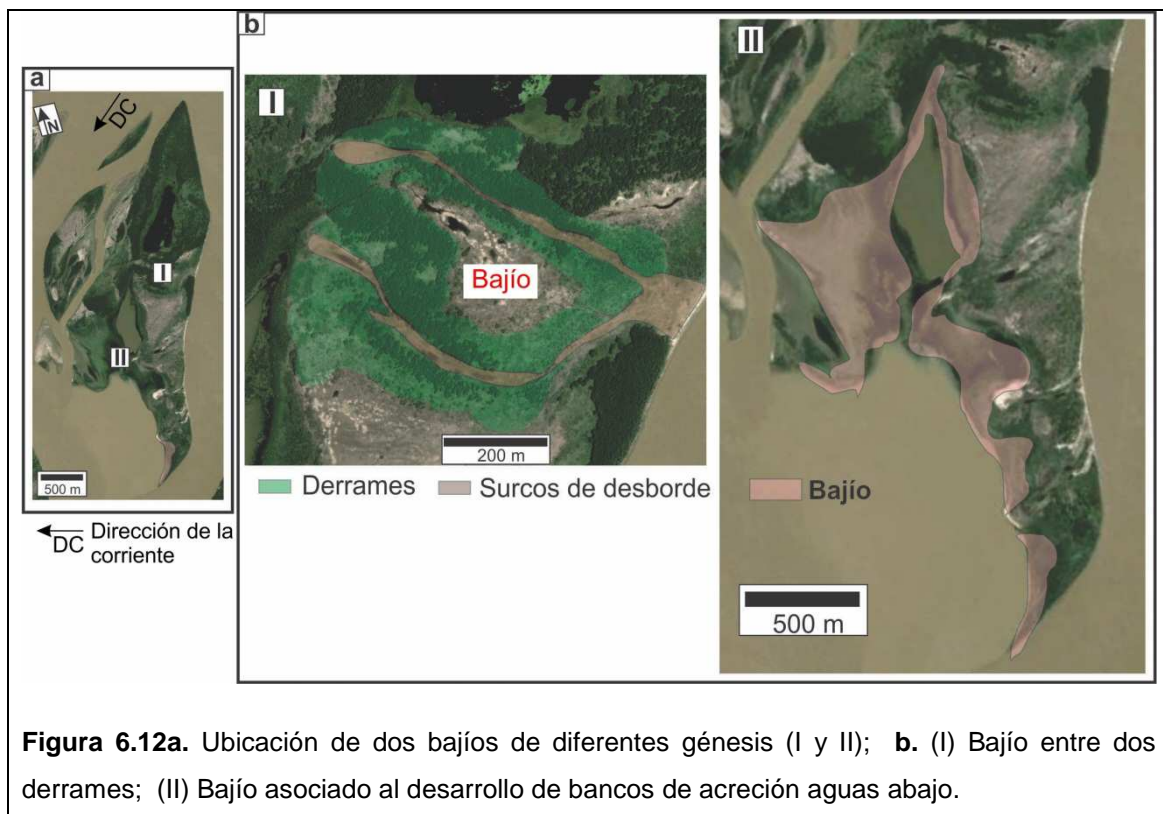 a
IN
DC
I
II
500 m
DC Dirección de la
corriente
b
I
Bajío
200 m
Derrames
Surcos de desborde
II
Bajío
500 m
Figura 6.12a. Ubicación de dos bajíos de diferentes génesis (I y II); b. (I) Bajío entre dos
derrames; (II) Bajío asociado al desarrollo de bancos de acreción aguas abajo.